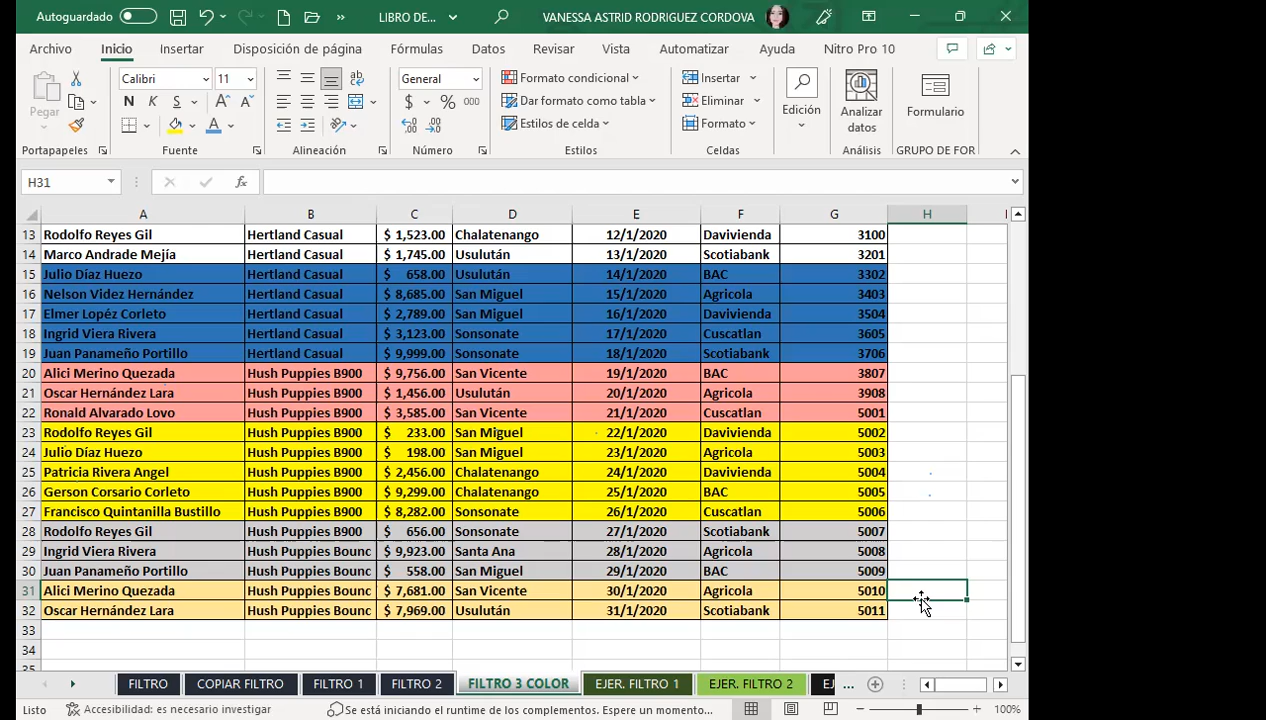 Autoguardado LIBRO DE... VANESSA ASTRID RODRIGUEZ CORDOVA
Archivo Inicio Insertar Disposición de página Fórmulas Datos Revisar Vista Automatizar Ayuda Nitro Pro 10
Calibri 11 General Formato condicional Insertar
Pegar N K S $ % 000 Dar formato como tabla Eliminar Edición Analizar datos Formulario
Estilos de celda Formato
Portapapeles Fuente Alineación Número Estilos Celdas Análisis GRUPO DE FOR
H31 fx
A B C D E F G H I
13 Rodolfo Reyes Gil Hertland Casual $ 1,523.00 Chalatenango 12/1/2020 Davivienda 3100
14 Marco Andrade Mejía Hertland Casual $ 1,745.00 Usulután 13/1/2020 Scotiabank 3201
15 Julio Díaz Huezo Hertland Casual $ 658.00 Usulután 14/1/2020 BAC 3302
16 Nelson Videz Hernández Hertland Casual $ 8,685.00 San Miguel 15/1/2020 Agricola 3403
17 Elmer Lopéz Corleto Hertland Casual $ 2,789.00 San Miguel 16/1/2020 Davivienda 3504
18 Ingrid Viera Rivera Hertland Casual $ 3,123.00 Sonsonate 17/1/2020 Cuscatlan 3605
19 Juan Panameño Portillo Hertland Casual $ 9,999.00 Sonsonate 18/1/2020 Scotiabank 3706
20 Alici Merino Quezada Hush Puppies B900 $ 9,756.00 San Vicente 19/1/2020 BAC 3807
21 Oscar Hernández Lara Hush Puppies B900 $ 1,456.00 Usulután 20/1/2020 Agricola 3908
22 Ronald Alvarado Lovo Hush Puppies B900 $ 3,585.00 San Vicente 21/1/2020 Cuscatlan 5001
23 Rodolfo Reyes Gil Hush Puppies B900 $ 233.00 San Miguel 22/1/2020 Davivienda 5002
24 Julio Díaz Huezo Hush Puppies B900 $ 198.00 San Miguel 23/1/2020 Agricola 5003
25 Patricia Rivera Angel Hush Puppies B900 $ 2,456.00 Chalatenango 24/1/2020 Davivienda 5004
26 Gerson Corsario Corleto Hush Puppies B900 $ 9,299.00 Chalatenango 25/1/2020 BAC 5005
27 Francisco Quintanilla Bustillo Hush Puppies B900 $ 8,282.00 Sonsonate 26/1/2020 Cuscatlan 5006
28 Rodolfo Reyes Gil Hush Puppies B900 $ 656.00 Sonsonate 27/1/2020 Scotiabank 5007
29 Ingrid Viera Rivera Hush Puppies Bounc $ 9,923.00 Santa Ana 28/1/2020 Agricola 5008
30 Juan Panameño Portillo Hush Puppies Bounc $ 558.00 San Miguel 29/1/2020 BAC 5009
31 Alici Merino Quezada Hush Puppies Bounc $ 7,681.00 San Vicente 30/1/2020 Agricola 5010
32 Oscar Hernández Lara Hush Puppies Bounc $ 7,969.00 Usulután 31/1/2020 Scotiabank 5011
33
34
35
FILTRO COPIAR FILTRO FILTRO 1 FILTRO 2 FILTRO 3 COLOR EJER. FILTRO 1 EJER. FILTRO 2 EJ ...
Listo Accesibilidad: es necesario investigar Se está iniciando el runtime de los complementos. Espere un momento... 100%